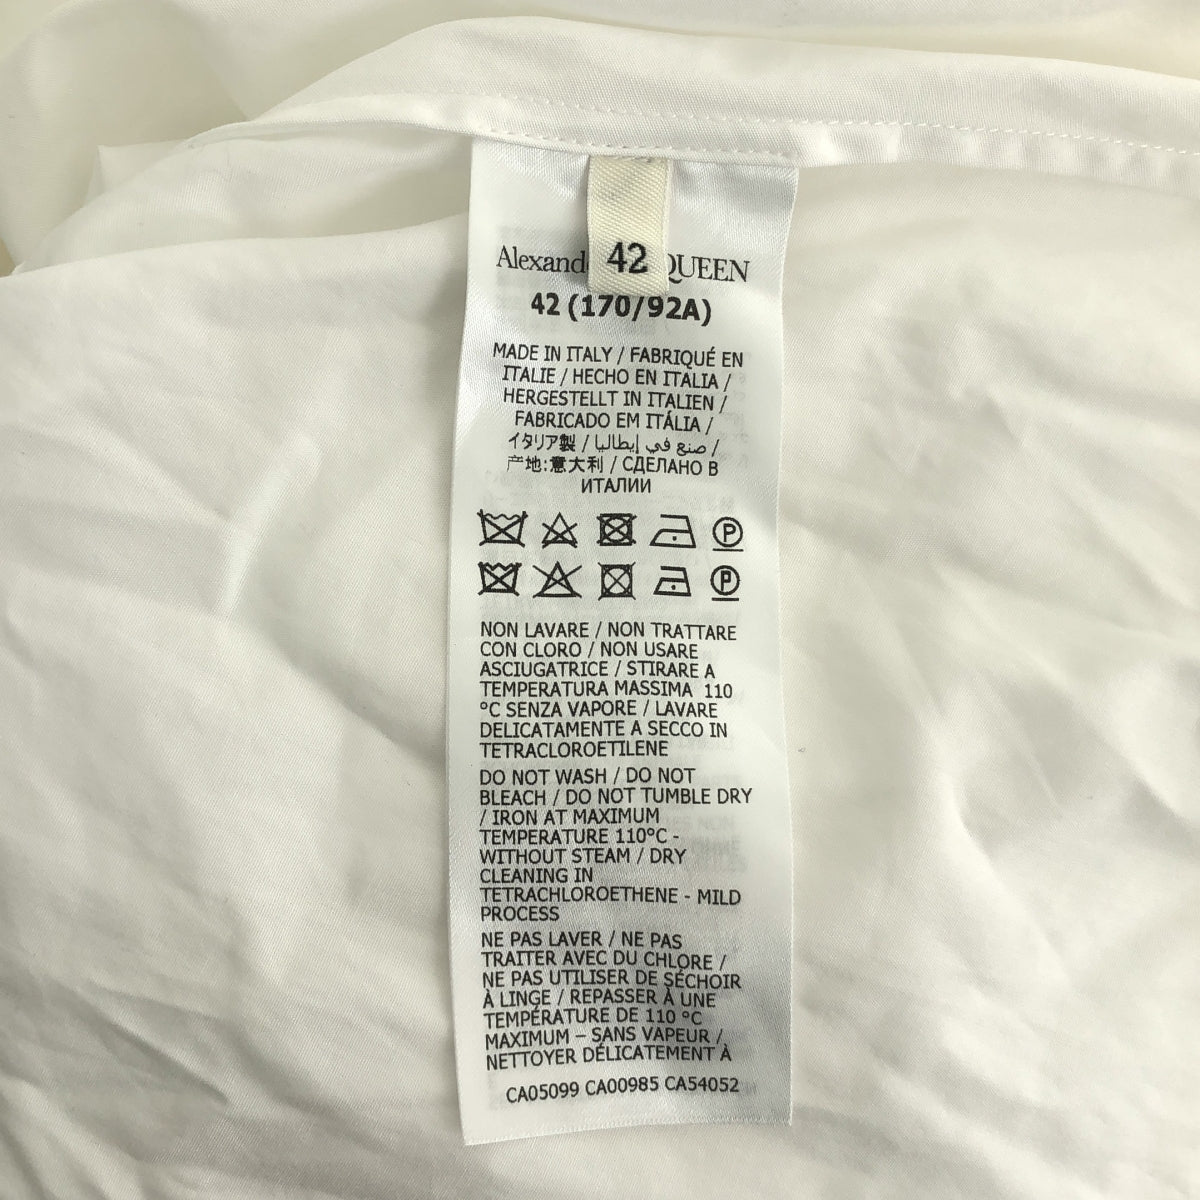 42
Alexand QUEEN
42 (170/92A)
MADE IN ITALY / FABRIQUÉ EN
ITALIE / HECHO EN ITALIA /
HERGESTELLT IN ITALIEN /
FABRICADO EM ITÁLIA /
イタリア製 / صنع في إيطاليا /
产地:意大利 / СДЕЛАНО В
ИТАЛИИ
P
P
NON LAVARE / NON TRATTARE
CON CLORO / NON USARE
ASCIUGATRICE / STIRARE A
TEMPERATURA MASSIMA 110
°C SENZA VAPORE / LAVARE
DELICATAMENTE A SECCO IN
TETRACLOROETILENE
DO NOT WASH / DO NOT
BLEACH / DO NOT TUMBLE DRY
/ IRON AT MAXIMUM
TEMPERATURE 110°C -
WITHOUT STEAM / DRY
CLEANING IN
TETRACHLOROETHENE - MILD
PROCESS
NE PAS LAVER / NE PAS
TRAITER AVEC DU CHLORE /
NE PAS UTILISER DE SÉCHOIR
À LINGE / REPASSER À UNE
TEMPÉRATURE DE 110 °C
MAXIMUM – SANS VAPEUR /
NETTOYER DÉLICATEMENT À
CA05099 CA00985 CA54052